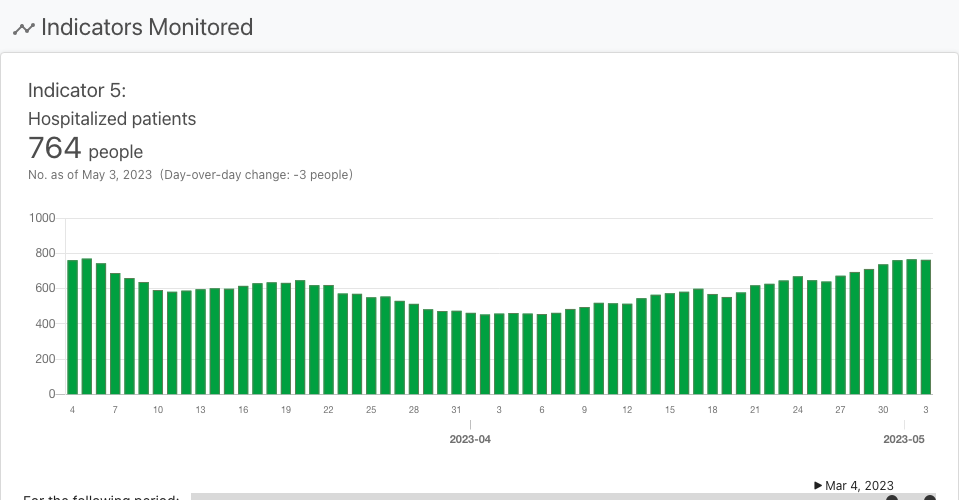 Indicators Monitored
Indicator 5:
Hospitalized patients
764 people
No. as of May 3, 2023 (Day-over-day change: -3 people)
1000
800
600
400
200
0
4 7 10 13 16 19 22 25 28 31 3 6 9 12 15 18 21 24 27 30 3
2023-04 2023-05
▶ Mar 4, 2023
For the following period: